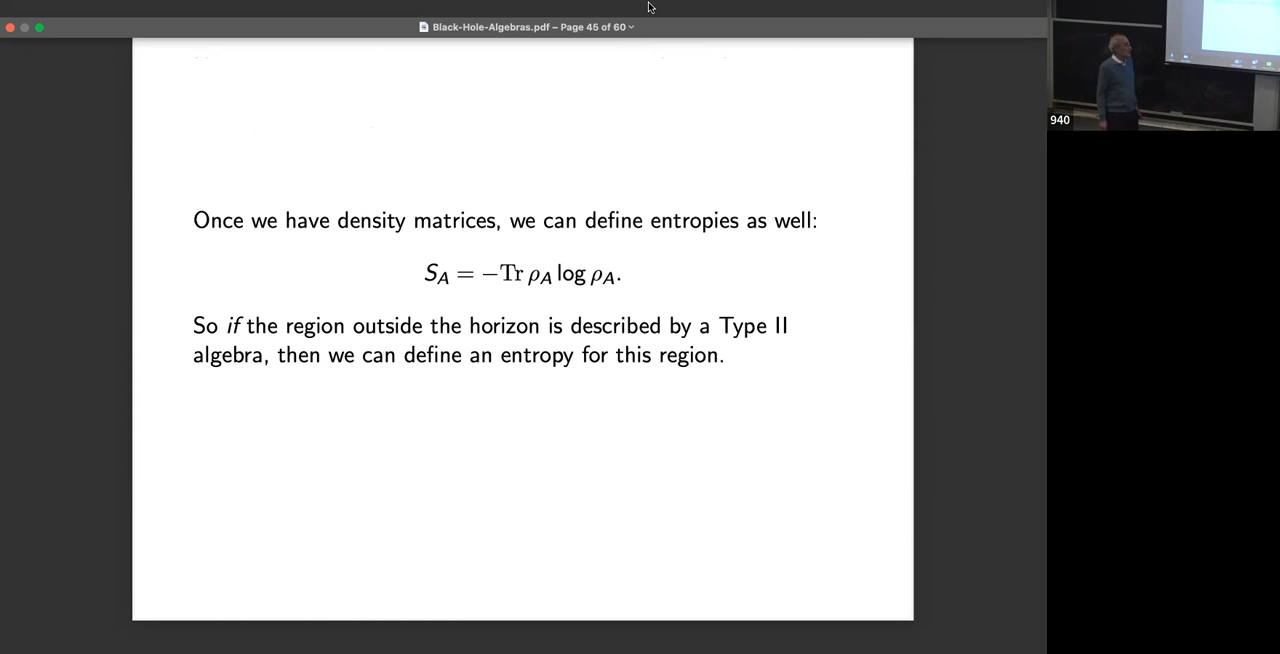 Black-Hole-Algebras.pdf – Page 45 of 60
940
Once we have density matrices, we can define entropies as well:
S_A = −Tr ρ_A log ρ_A.
So if the region outside the horizon is described by a Type II
algebra, then we can define an entropy for this region.